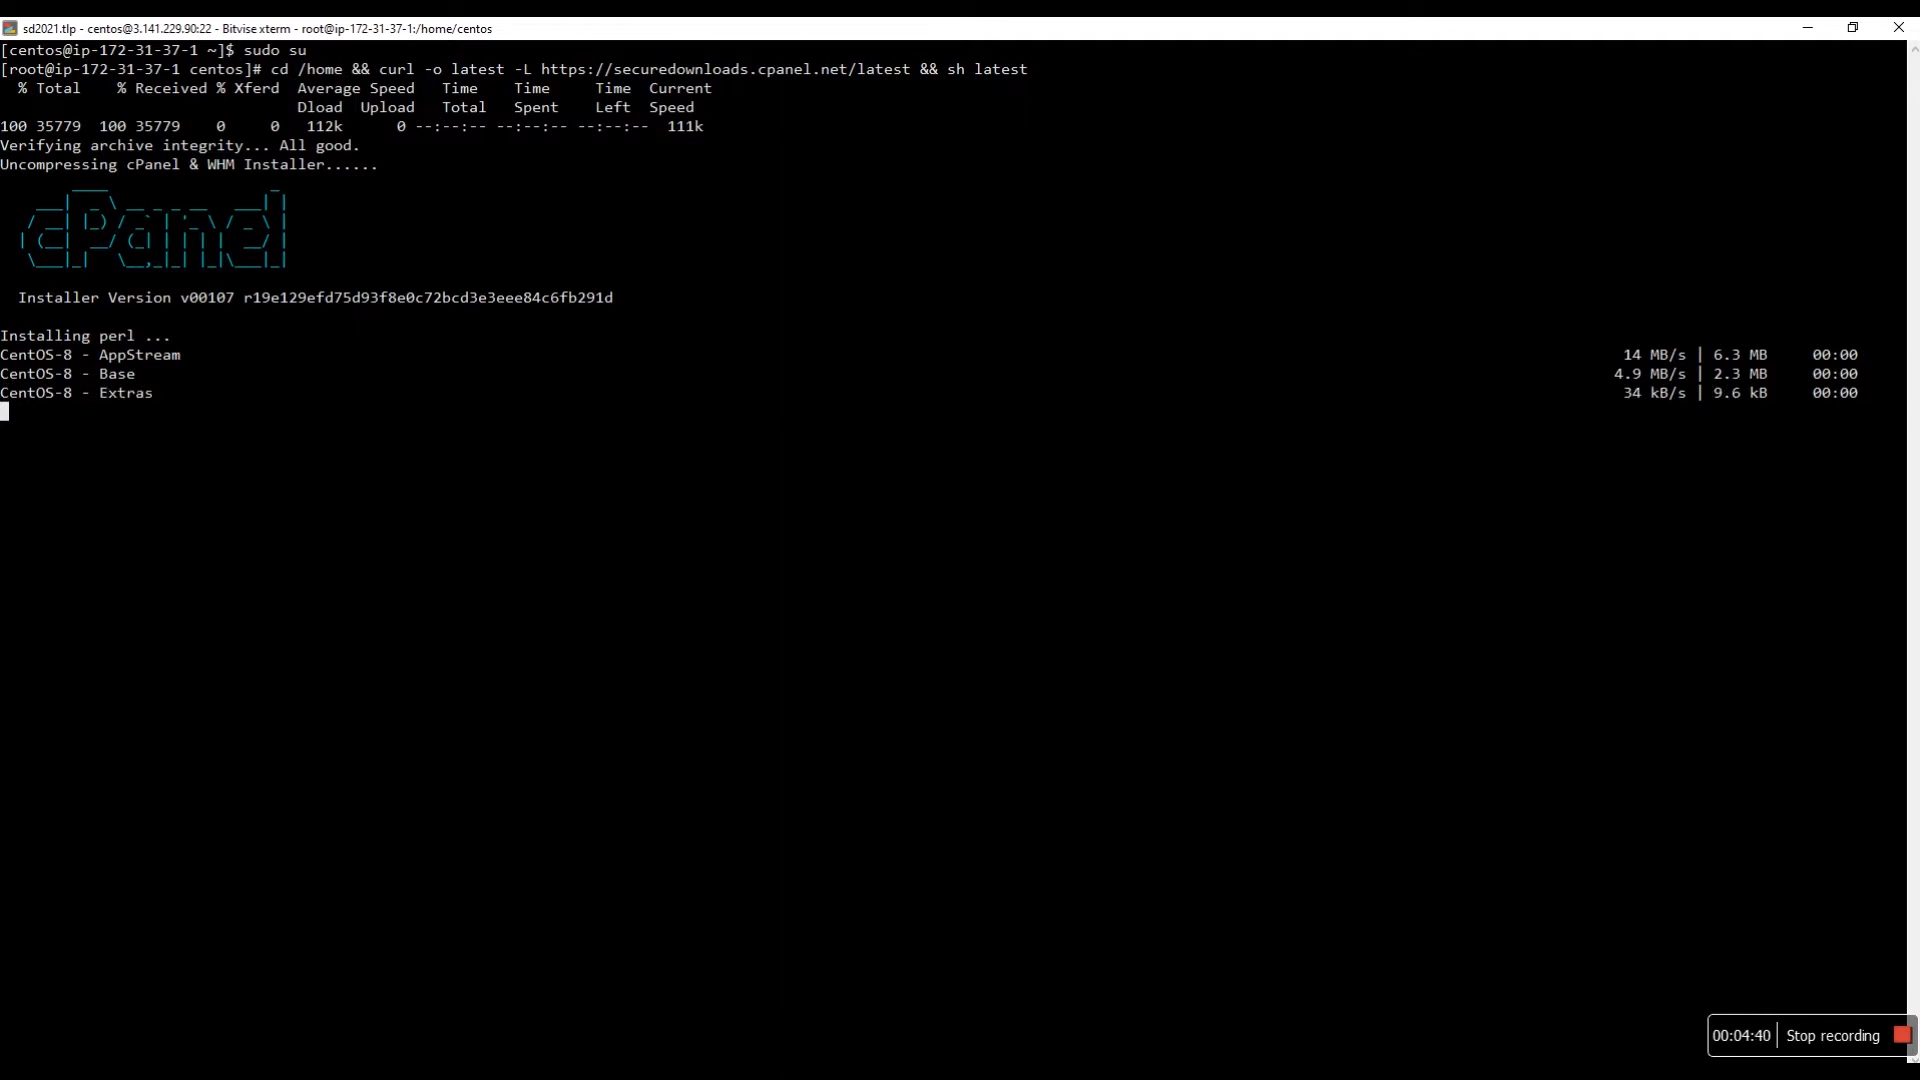 sd2021.tlp - centos@3.141.229.90:22 - Bitvise xterm - root@ip-172-31-37-1:/home/centos
[centos@ip-172-31-37-1 ~]$ sudo su
[root@ip-172-31-37-1 centos]# cd /home && curl -o latest -L https://securedownloads.cpanel.net/latest && sh latest
% Total    % Received % Xferd  Average Speed   Time    Time     Time  Current
Dload  Upload   Total   Spent    Left  Speed
100 35779  100 35779    0     0   112k      0 --:--:-- --:--:-- --:--:--  111k
Verifying archive integrity... All good.
Uncompressing cPanel & WHM Installer......
cPanel
Installer Version v00107 r19e129efd75d93f8e0c72bcd3e3eee84c6fb291d
Installing perl ...
CentOS-8 - AppStream 14 MB/s | 6.3 MB     00:00
CentOS-8 - Base 4.9 MB/s | 2.3 MB     00:00
CentOS-8 - Extras 34 kB/s | 9.6 kB     00:00
00:04:40 | Stop recording